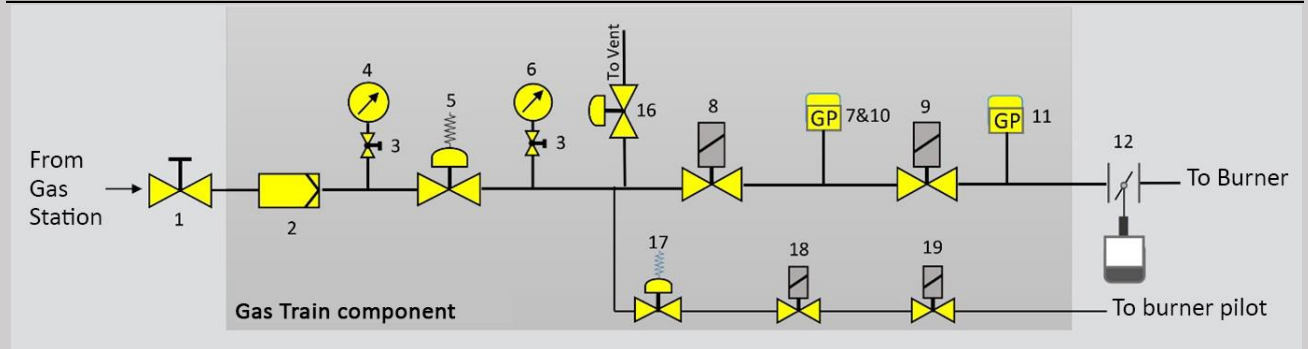 To Vent
4
6
5
8
9
16
GP 7&10
GP 11
3
3
12
From
Gas
Station
To Burner
1
2
17
18
19
Gas Train component
To burner pilot